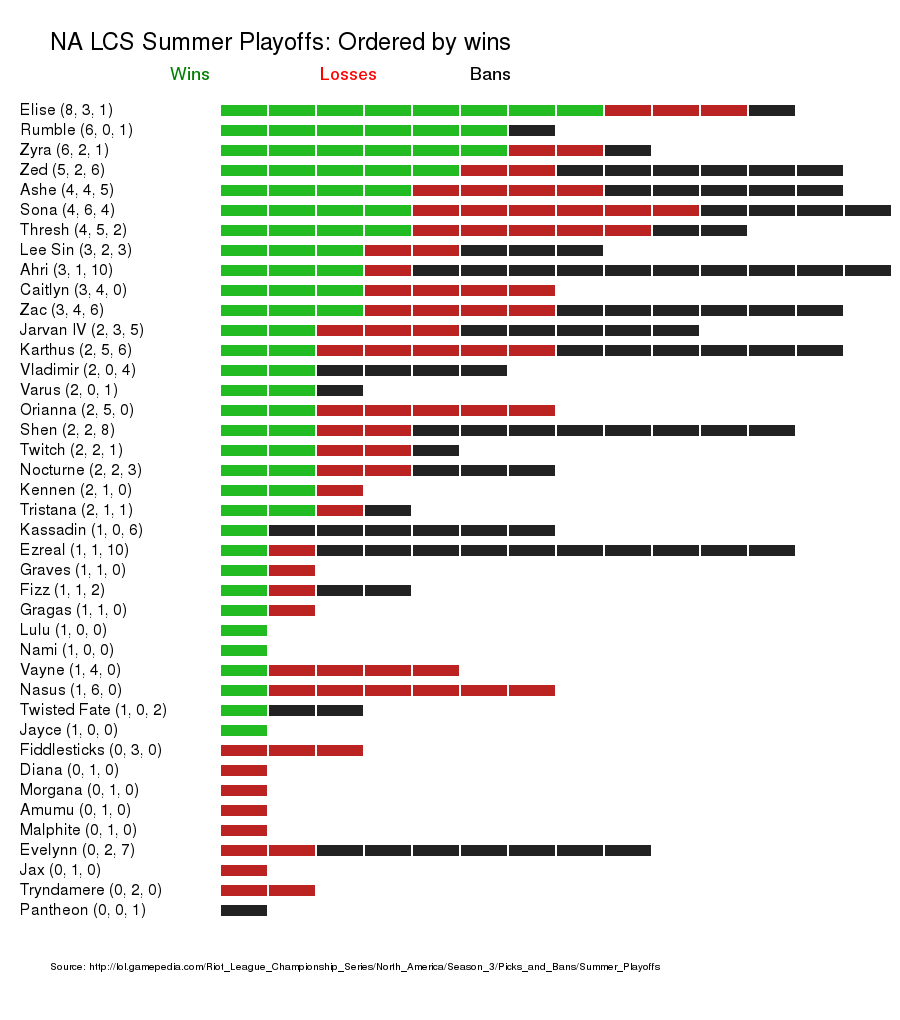 NA LCS Summer Playoffs: Ordered by wins
Wins Losses Bans
Elise (8, 3, 1)
Rumble (6, 0, 1)
Zyra (6, 2, 1)
Zed (5, 2, 6)
Ashe (4, 4, 5)
Sona (4, 6, 4)
Thresh (4, 5, 2)
Lee Sin (3, 2, 3)
Ahri (3, 1, 10)
Caitlyn (3, 4, 0)
Zac (3, 4, 6)
Jarvan IV (2, 3, 5)
Karthus (2, 5, 6)
Vladimir (2, 0, 4)
Varus (2, 0, 1)
Orianna (2, 5, 0)
Shen (2, 2, 8)
Twitch (2, 2, 1)
Nocturne (2, 2, 3)
Kennen (2, 1, 0)
Tristana (2, 1, 1)
Kassadin (1, 0, 6)
Ezreal (1, 1, 10)
Graves (1, 1, 0)
Fizz (1, 1, 2)
Gragas (1, 1, 0)
Lulu (1, 0, 0)
Nami (1, 0, 0)
Vayne (1, 4, 0)
Nasus (1, 6, 0)
Twisted Fate (1, 0, 2)
Jayce (1, 0, 0)
Fiddlesticks (0, 3, 0)
Diana (0, 1, 0)
Morgana (0, 1, 0)
Amumu (0, 1, 0)
Malphite (0, 1, 0)
Evelynn (0, 2, 7)
Jax (0, 1, 0)
Tryndamere (0, 2, 0)
Pantheon (0, 0, 1)
Source: http://lol.gamepedia.com/Riot_League_Championship_Series/North_America/Season_3/Picks_and_Bans/Summer_Playoffs